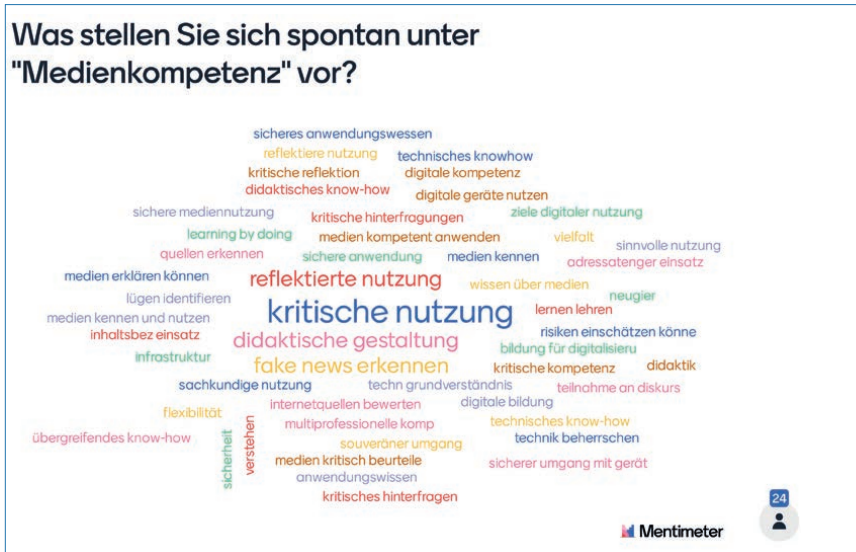 Was stellen Sie sich spontan unter
"Medienkompetenz" vor?
sicheres anwendungswessen
reflektiere nutzung
technisches knowhow
kritische reflektion
digitale kompetenz
didaktisches know-how
digitale geräte nutzen
sichere mediennutzung
kritische hinterfragungen
ziele digitaler nutzung
learning by doing
medien kompetent anwenden
vielfalt
sinnvolle nutzung
quellen erkennen
sichere anwendung
medien kennen
adressatenger einsatz
medien erklären können
reflektierte nutzung
wissen über medien
neugier
lügen identifizieren
kritische nutzung
lernen lehren
medien kennen und nutzen
risiken einschätzen könne
inhaltsbez einsatz
didaktische gestaltung
bildung für digitalisieru
infrastruktur
fake news erkennen
kritische kompetenz
didaktik
sachkundige nutzung
techn grundverständnis
teilnahme an diskurs
internetquellen bewerten
digitale bildung
flexibilität
multiprofessionelle komp
technisches know-how
übergreifendes know-how
sicherheit
verstehen
souveräner umgang
technik beherrschen
medien kritisch beurteile
sicherer umgang mit gerät
anwendungswissen
kritisches hinterfragen
24
Mentimeter